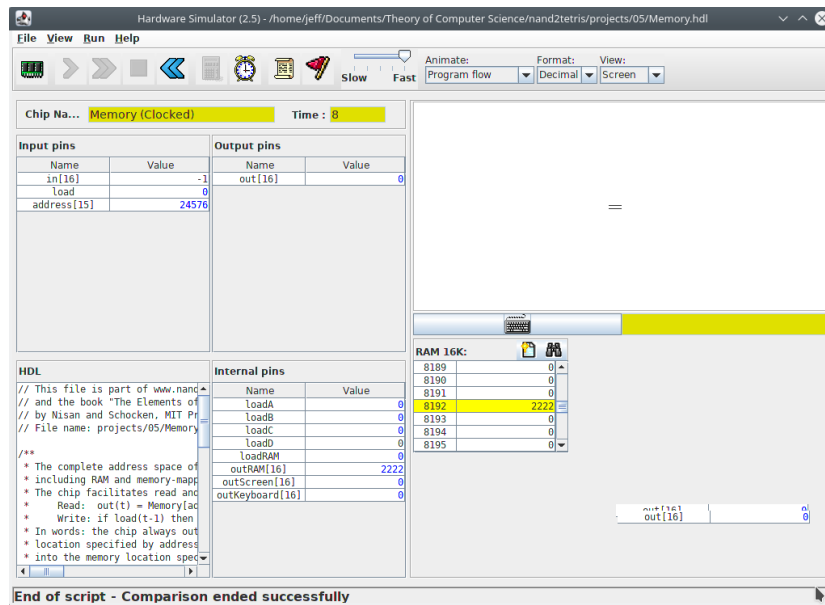 Hardware Simulator (2.5) - /home/jeff/Documents/Theory of Computer Science/nand2tetris/projects/05/Memory.hdl
File View Run Help
Slow Fast
Animate: Format: View:
Program flow Decimal Screen
Chip Na... Memory (Clocked) Time : 8
Input pins
Name Value
in[16] -1
load 0
address[15] 24576
Output pins
Name Value
out[16] 0
HDL
// This file is part of www.nand
// and the book "The Elements of
// by Nisan and Schocken, MIT Pr
// File name: projects/05/Memory
/**
* The complete address space of
* including RAM and memory-mapp
* The chip facilitates read and
* Read: out(t) = Memory[ad
* Write: if load(t-1) then
* In words: the chip always out
* location specified by address
* into the memory location spec
Internal pins
Name Value
loadA 0
loadB 0
loadC 0
loadD 0
loadRAM 0
outRAM[16] 2222
outScreen[16] 0
outKeyboard[16] 0
RAM 16K:
8189 0
8190 0
8191 0
8192 2222
8193 0
8194 0
8195 0
out[16] 0
out[16] 0
End of script - Comparison ended successfully